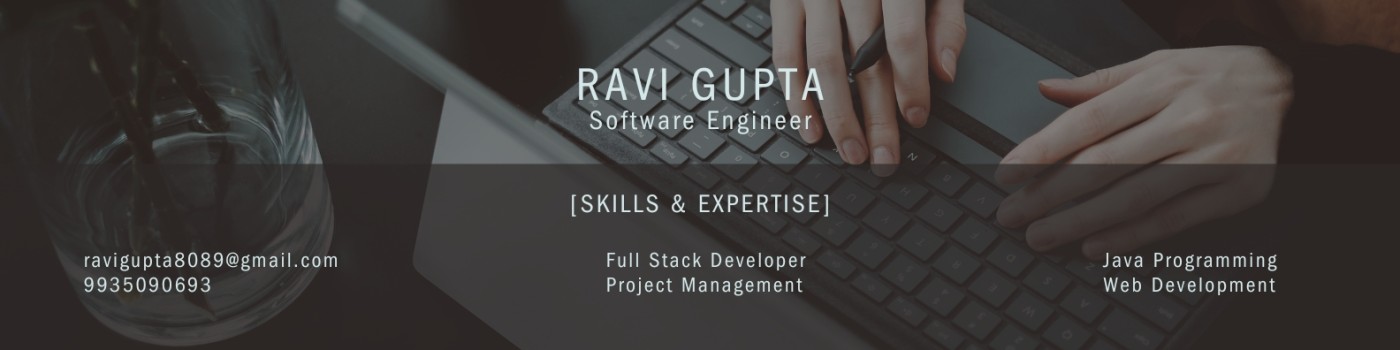 RAVI GUPTA
Software Engineer
[SKILLS & EXPERTISE]
ravigupta8089@gmail.com
9935090693
Full Stack Developer
Project Management
Java Programming
Web Development